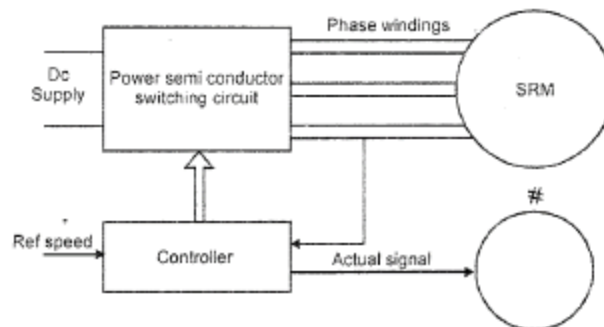 Phase windings
Dc
Supply
Power semi conductor
switching circuit
SRM
#
Ref speed
Controller
Actual signal